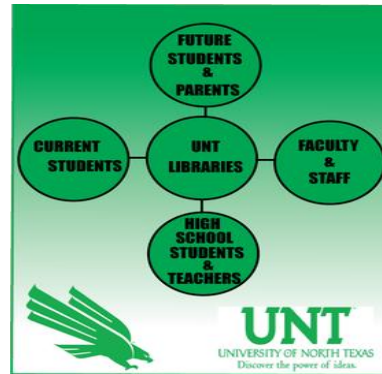 FUTURE
STUDENTS
&
PARENTS
CURRENT
STUDENTS
UNT
LIBRARIES
FACULTY
&
STAFF
HIGH
SCHOOL
STUDENTS
&
TEACHERS
UNT
UNIVERSITY OF NORTH TEXAS
Discover the power of ideas.